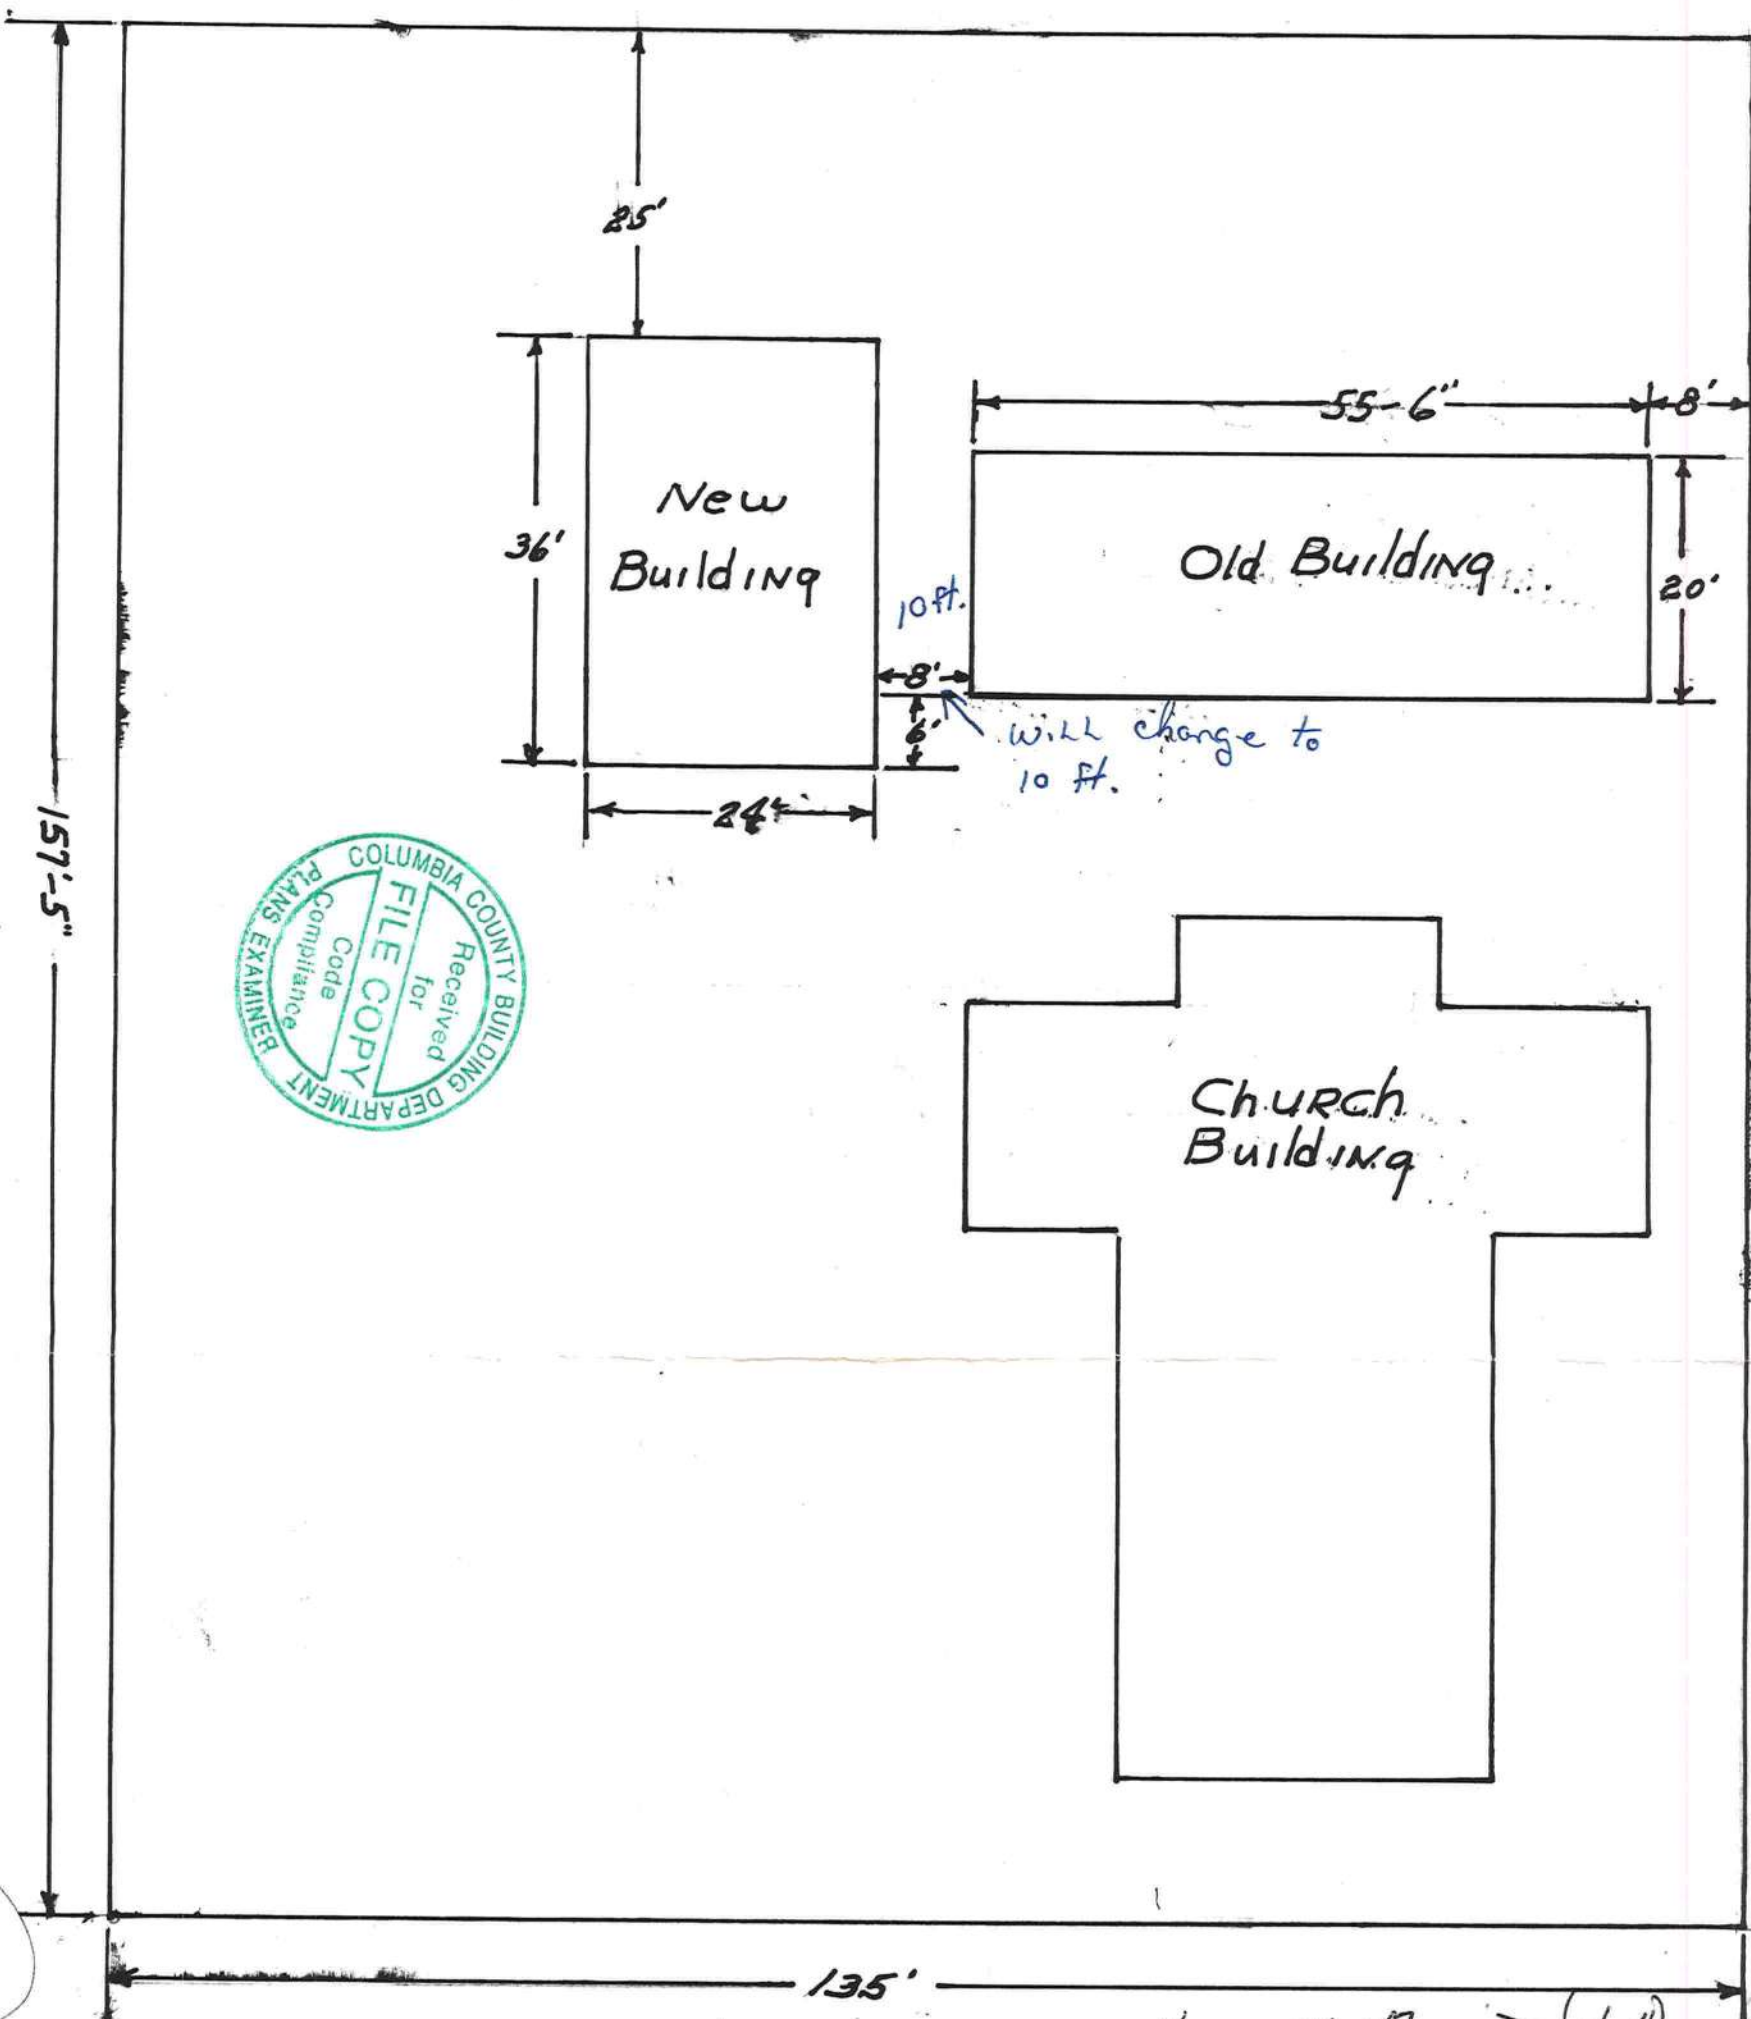 25'
55-6"
8'
New
Building
36'
Old Building
20'
10 ft.
8'
6'
Will change to
10 ft.
24'
157'-5"
COLUMBIA COUNTY BUILDING DEPARTMENT
PLANS EXAMINER
Received
for
FILE COPY
Code
Compliance
Church
Building
135'